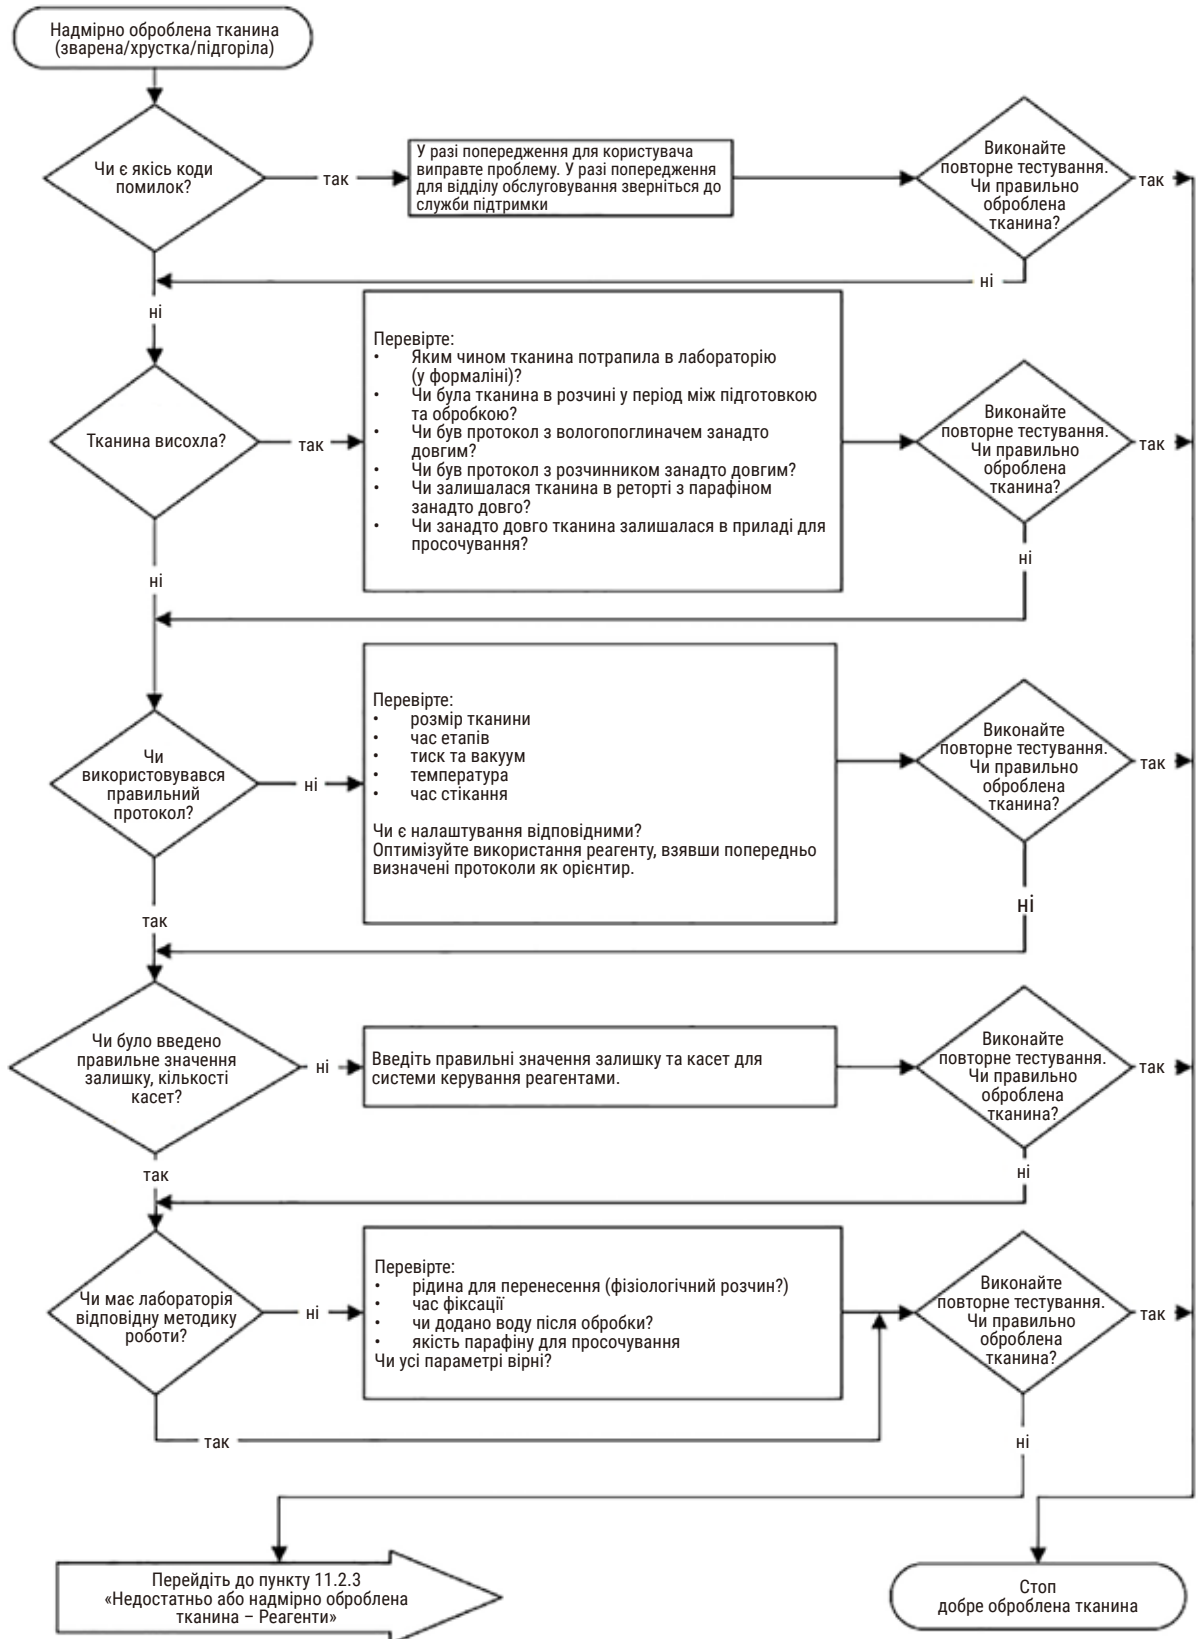 Надмірно оброблена тканина
(зварена/хрустка/підгоріла)
Чи є якісь коди
помилок?
так
У разі попередження для користувача
виправте проблему. У разі попередження
для відділу обслуговування зверніться до
служби підтримки
Виконайте
повторне тестування.
Чи правильно
оброблена
тканина?
так
ні
ні
Тканина висохла?
так
Перевірте:
• Яким чином тканина потрапила в лабораторію
(у формаліні)?
• Чи була тканина в розчині у період між підготовкою
та обробкою?
• Чи був протокол з вологопоглиначем занадто
довгим?
• Чи був протокол з розчинником занадто довгим?
• Чи залишалася тканина в реторті з парафіном
занадто довго?
• Чи занадто довго тканина залишалася в приладі для
просочування?
Виконайте
повторне тестування.
Чи правильно
оброблена
тканина?
так
ні
ні
Чи
використовувався
правильний
протокол?
ні
Перевірте:
• розмір тканини
• час етапів
• тиск та вакуум
• температура
• час стікання
Чи є налаштування відповідними?
Оптимізуйте використання реагенту, взявши попередньо
визначені протоколи як орієнтир.
Виконайте
повторне тестування.
Чи правильно
оброблена
тканина?
так
ні
так
Чи було введено
правильне значення
залишку, кількості
касет?
ні
Введіть правильні значення залишку та касет для
системи керування реагентами.
Виконайте
повторне тестування.
Чи правильно
оброблена
тканина?
так
ні
так
Чи має лабораторія
відповідну методику
роботи?
ні
Перевірте:
• рідина для перенесення (фізіологічний розчин?)
• час фіксації
• чи додано воду після обробки?
• якість парафіну для просочування
Чи усі параметрі вірні?
Виконайте
повторне тестування.
Чи правильно
оброблена
тканина?
так
так
ні
Перейдіть до пункту 11.2.3
«Недостатньо або надмірно оброблена
тканина – Реагенти»
Стоп
добре оброблена тканина